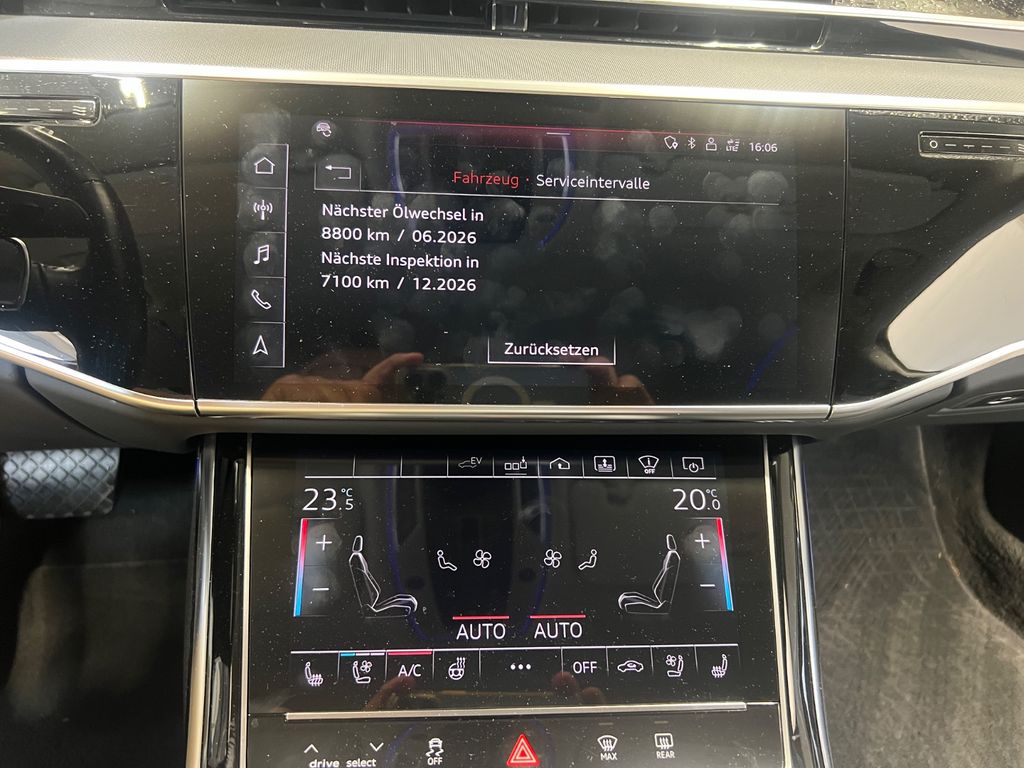 LTE 16:06
Fahrzeug · Serviceintervalle
Nächster Ölwechsel in
8800 km / 06.2026
Nächste Inspektion in
7100 km / 12.2026
Zurücksetzen
EV
OFF
23.5 °C
20.0 °C
+
+
−
−
AUTO AUTO
A/C
•••
OFF
drive select
OFF
MAX
REAR